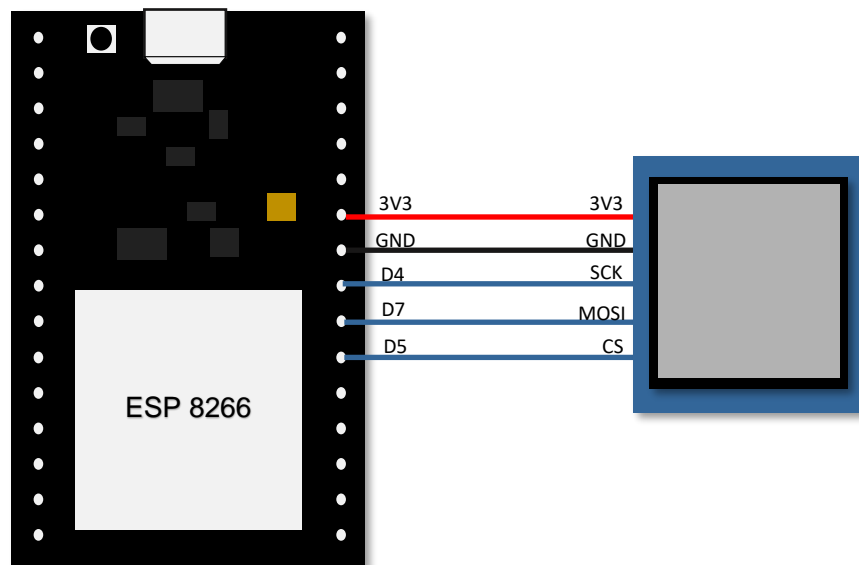 3V3 3V3
GND GND
D4 SCK
D7 MOSI
D5 CS
ESP 8266